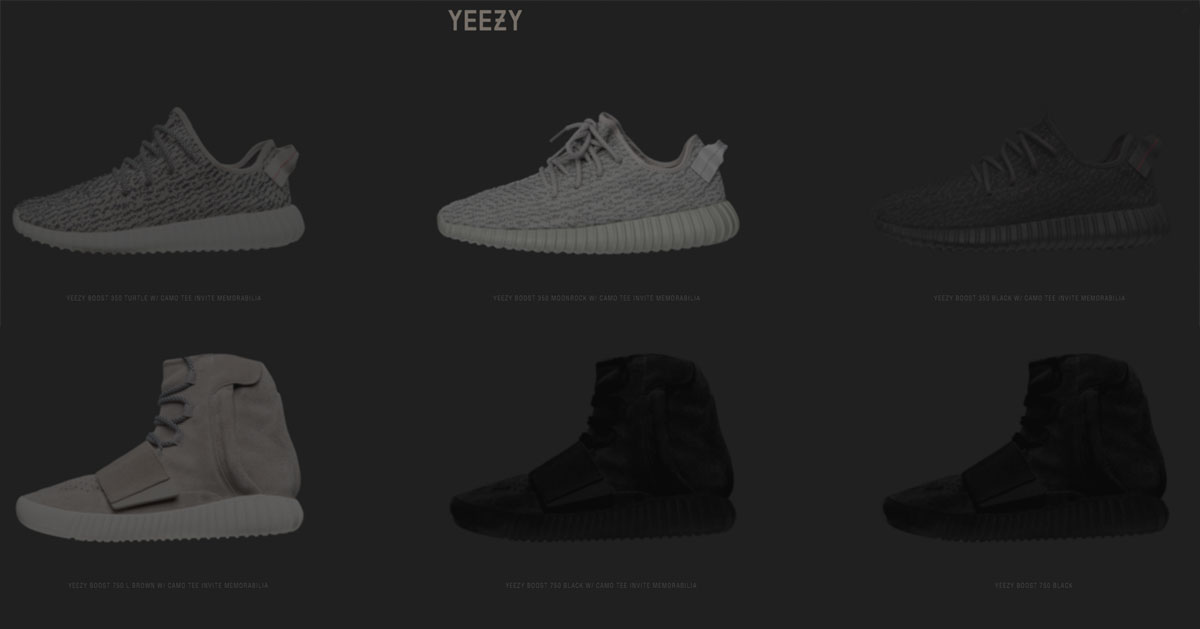 YEEZY
YEEZY BOOST 350 TURTLE W/ CAMO TEE INVITE MEMORABILIA
YEEZY BOOST 350 MOONROCK W/ CAMO TEE INVITE MEMORABILIA
YEEZY BOOST 350 BLACK W/ CAMO TEE INVITE MEMORABILIA
YEEZY BOOST 750 L BROWN W/ CAMO TEE INVITE MEMORABILIA
YEEZY BOOST 750 BLACK W/ CAMO TEE INVITE MEMORABILIA
YEEZY BOOST 750 BLACK